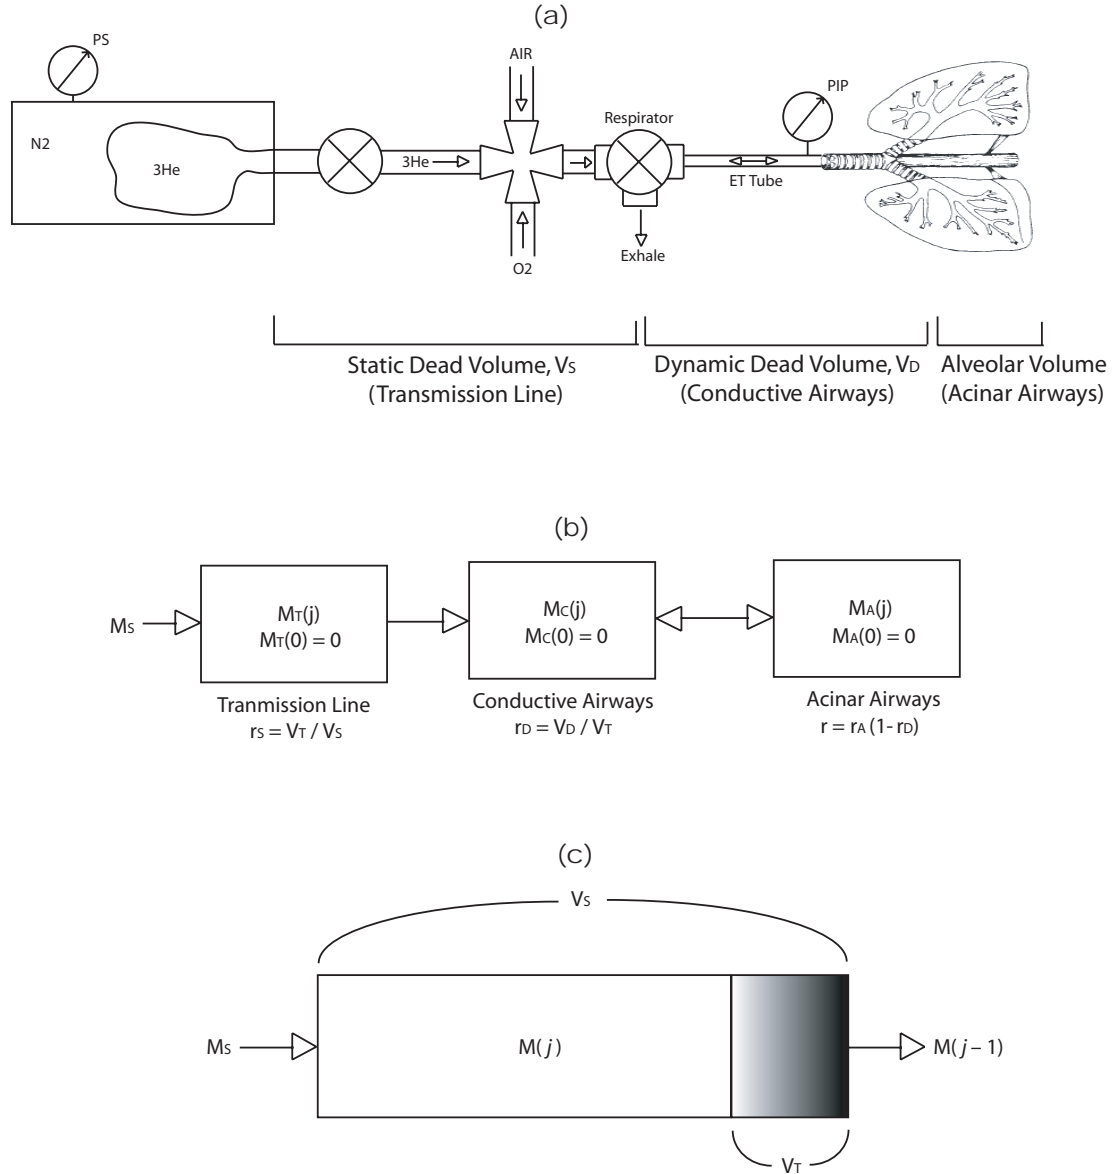 (a)
PS
N2
3He
3He
AIR
O2
Respirator
Exhale
PIP
ET Tube
Static Dead Volume, VS
(Transmission Line)
Dynamic Dead Volume, VD
(Conductive Airways)
Alveolar Volume
(Acinar Airways)
(b)
MS
MT(j)
MT(0) = 0
Tranmission Line
rS = VT / VS
MC(j)
MC(0) = 0
Conductive Airways
rD = VD / VT
MA(j)
MA(0) = 0
Acinar Airways
r = rA (1- rD)
(c)
VS
MS
M(j)
M(j – 1)
VT